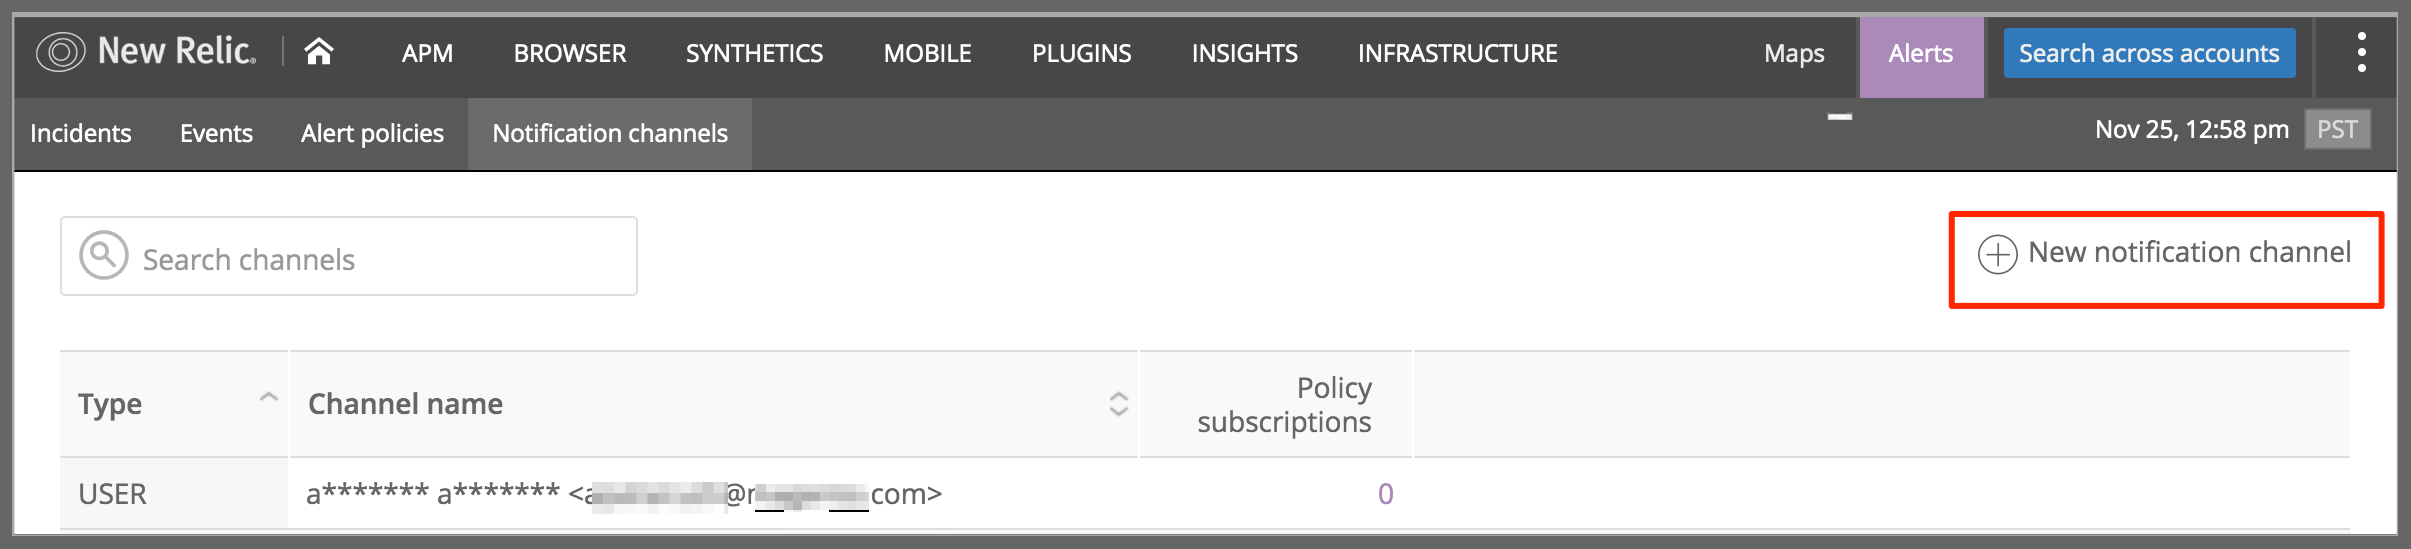 New Relic. APM BROWSER SYNTHETICS MOBILE PLUGINS INSIGHTS INFRASTRUCTURE Maps Alerts Search across accounts
Incidents Events Alert policies Notification channels Nov 25, 12:58 pm PST
Search channels New notification channel
Type Channel name Policy
subscriptions
USER a******* a******* <a @ com> 0